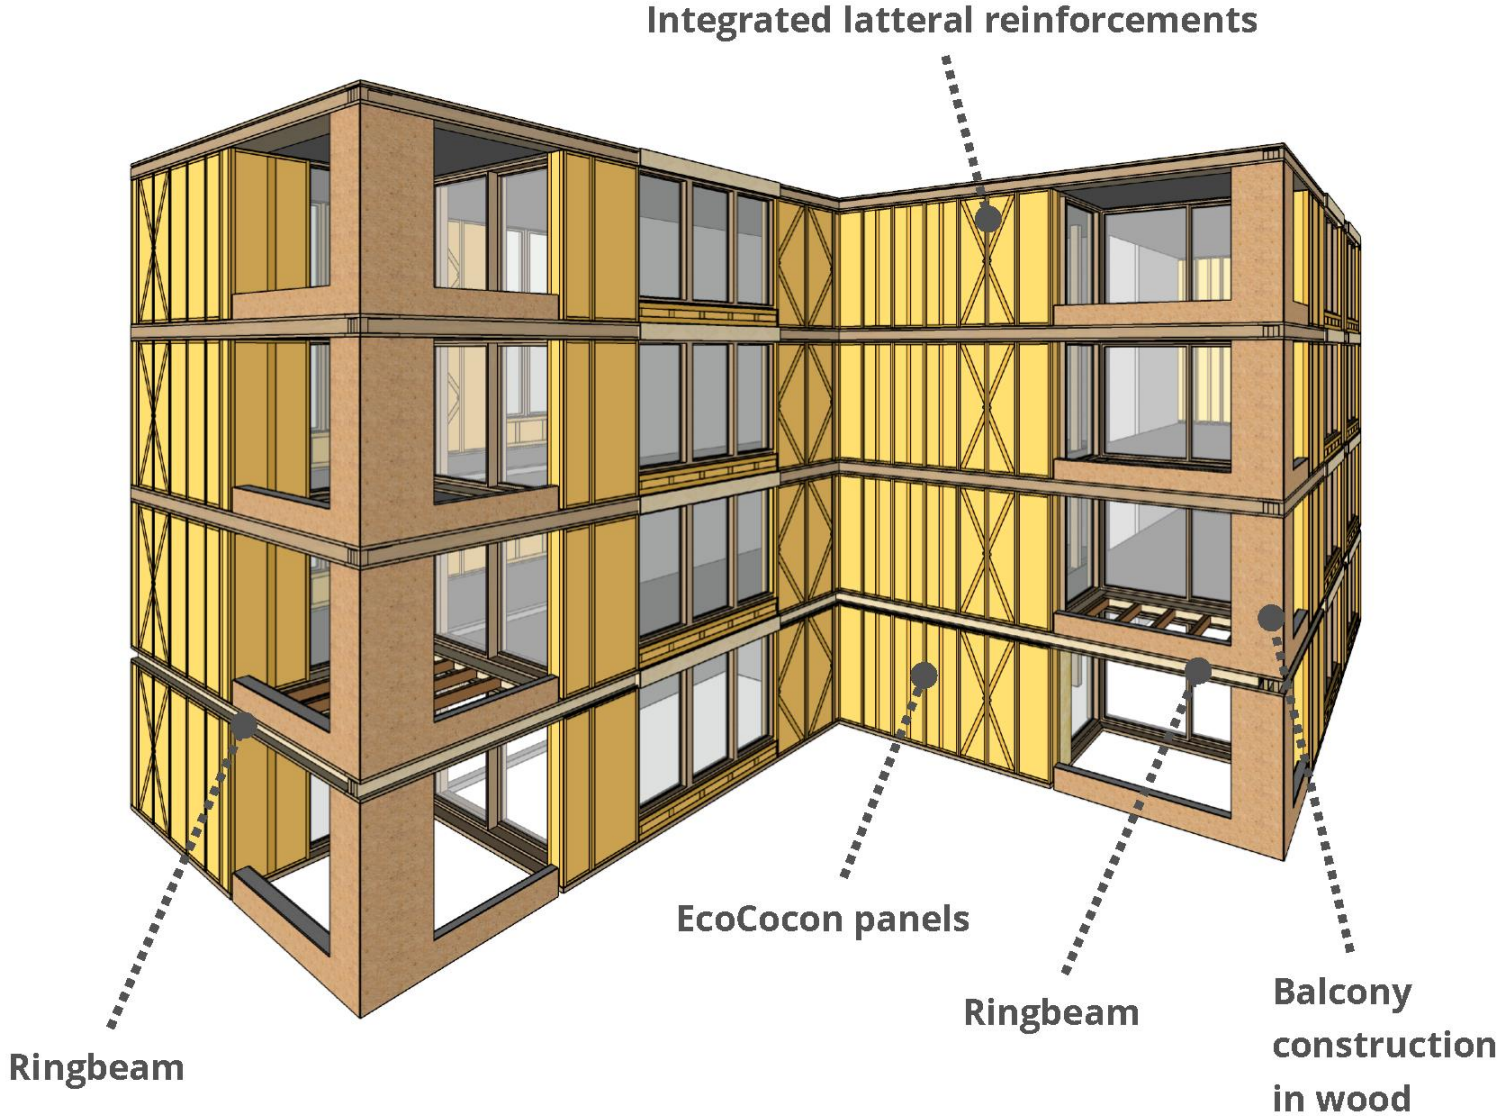 Integrated latteral reinforcements
EcoCocon panels
Ringbeam
Balcony
construction
in wood
Ringbeam